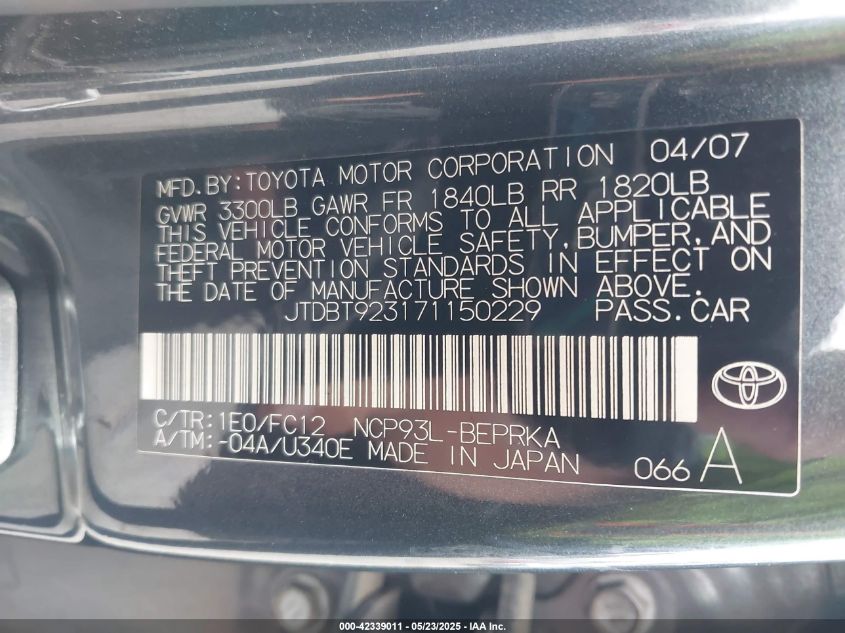 MFD.BY:TOYOTA MOTOR CORPORATION 04/07
GVWR 3300LB GAWR FR 1840LB RR 1820LB
THIS VEHICLE CONFORMS TO ALL APPLICABLE
FEDERAL MOTOR VEHICLE SAFETY,BUMPER,AND
THEFT PREVENTION STANDARDS IN EFFECT ON
THE DATE OF MANUFACTURE SHOWN ABOVE.
JTDBT923171150229 PASS.CAR
C/TR:1E0/FC12 NCP93L-BEPRKA
A/TM:-04A/U340E MADE IN JAPAN 066 A
000-42339011 - 05/23/2025 - IAA Inc.